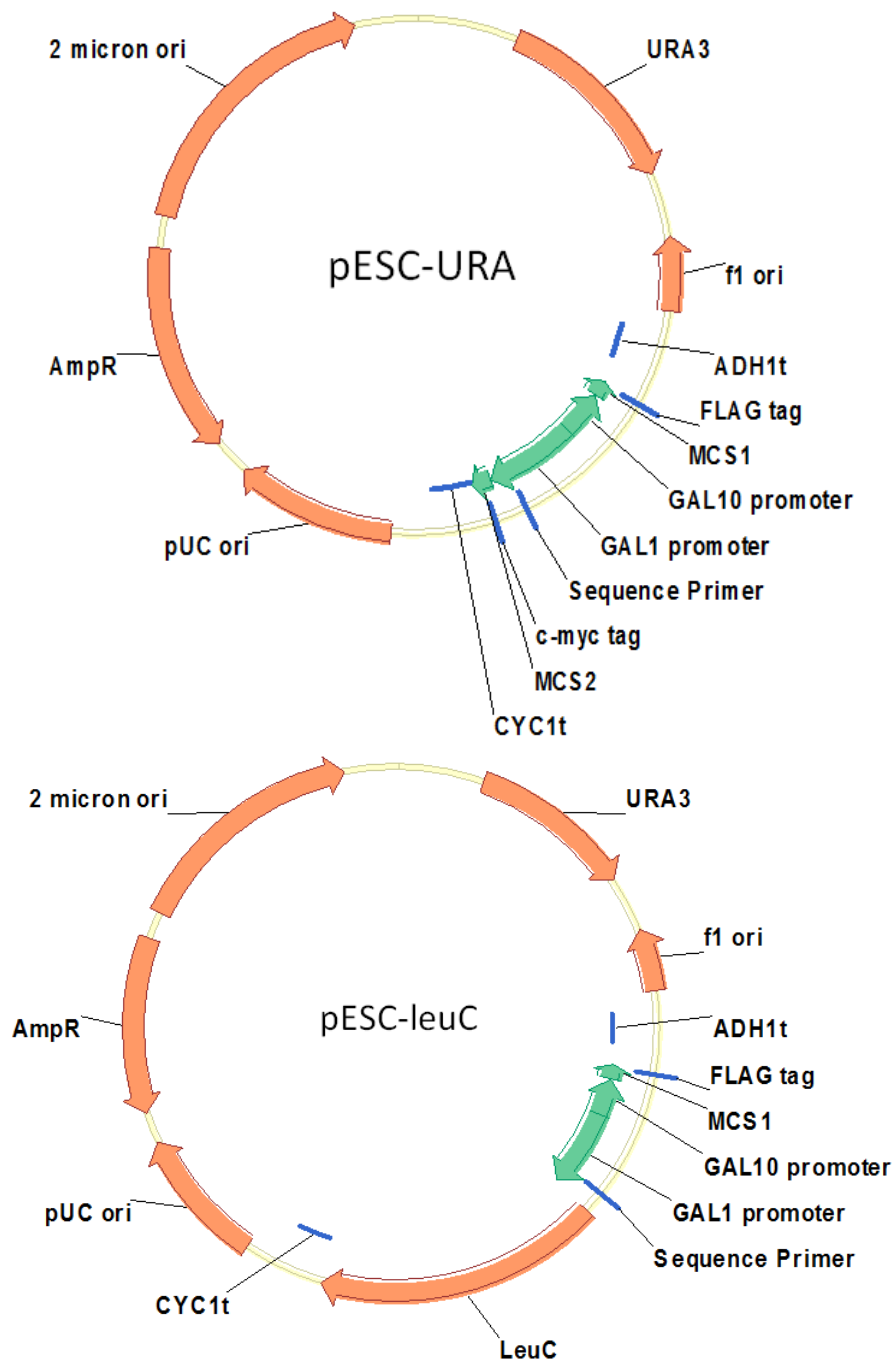 2 micron ori
URA3
pESC-URA
f1 ori
AmpR
ADH1t
FLAG tag
MCS1
GAL10 promoter
pUC ori
GAL1 promoter
Sequence Primer
c-myc tag
MCS2
CYC1t
2 micron ori
URA3
f1 ori
pESC-leuC
AmpR
ADH1t
FLAG tag
MCS1
GAL10 promoter
pUC ori
GAL1 promoter
Sequence Primer
CYC1t
LeuC